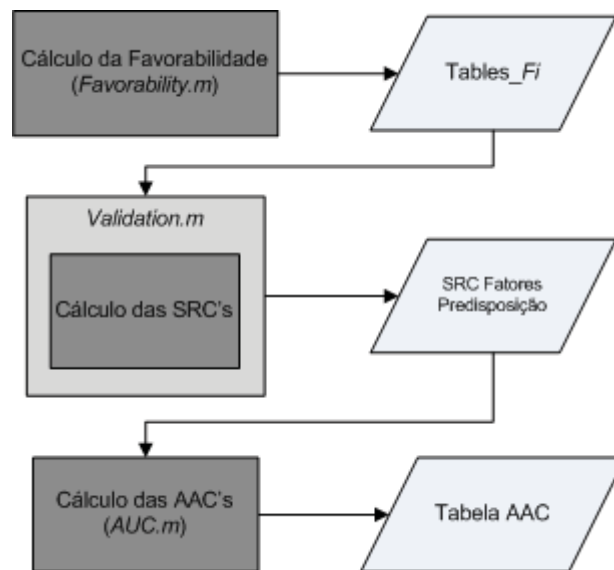 Cálculo da Favorabilidade
(Favorability.m)
Tables_Fi
Validation.m
Cálculo das SRC's
SRC Fatores
Predisposição
Cálculo das AAC's
(AUC.m)
Tabela AAC